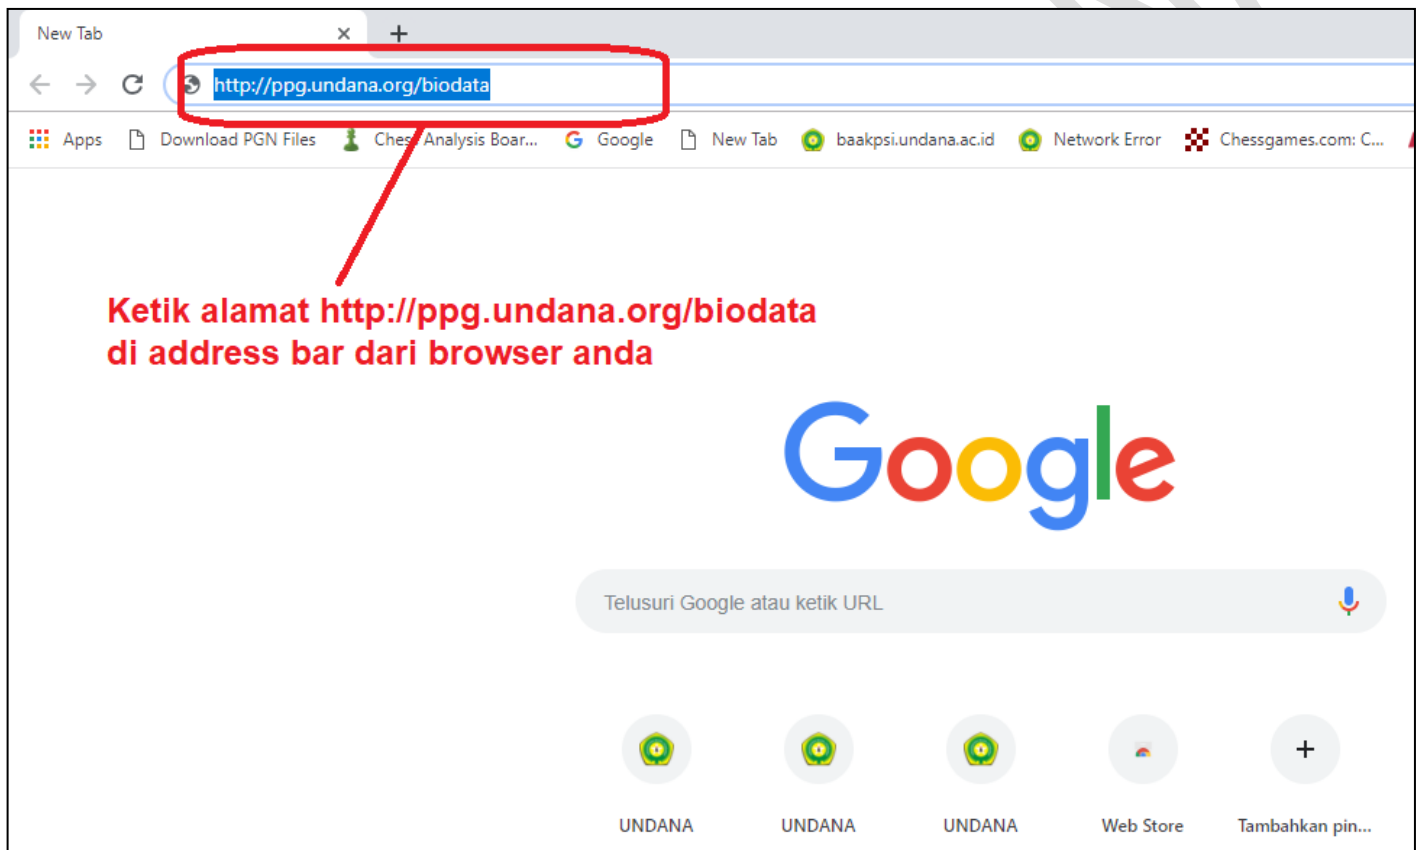 New Tab
http://ppg.undana.org/biodata
Apps Download PGN Files Chess Analysis Boar... Google New Tab baakpsi.undana.ac.id Network Error Chessgames.com: C...
Ketik alamat http://ppg.undana.org/biodata
di address bar dari browser anda
Google
Telusuri Google atau ketik URL
UNDANA UNDANA UNDANA Web Store Tambahkan pin...